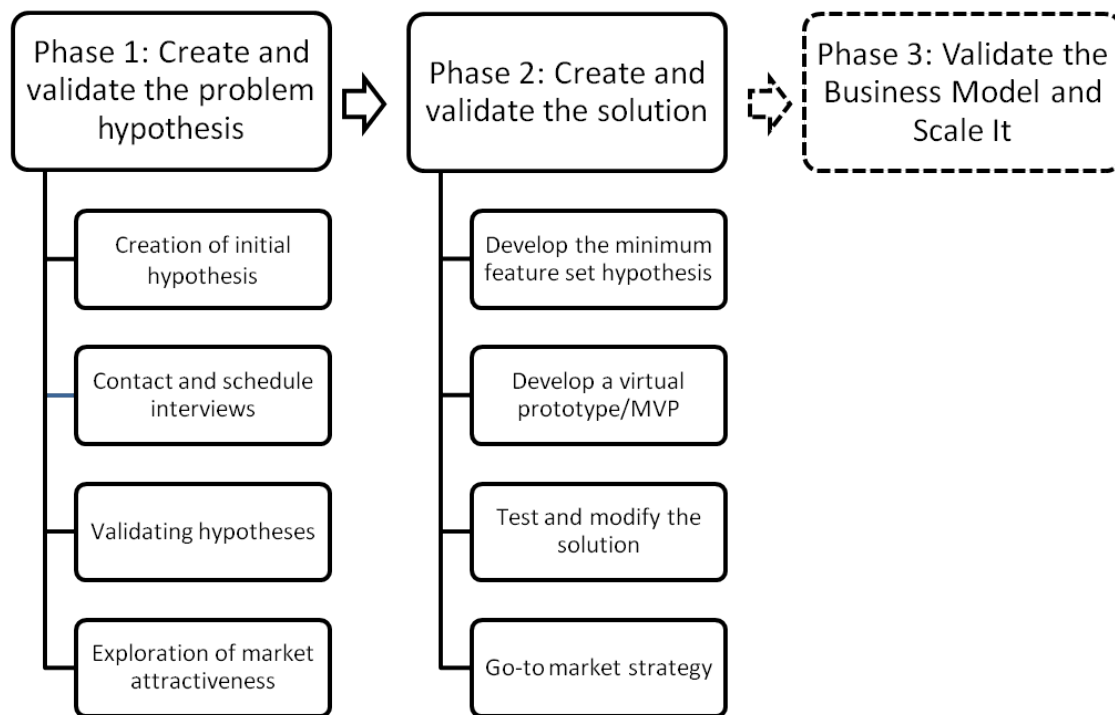 Phase 1: Create and
validate the problem
hypothesis
Phase 2: Create and
validate the solution
Phase 3: Validate the
Business Model and
Scale It
Creation of initial
hypothesis
Contact and schedule
interviews
Validating hypotheses
Exploration of market
attractiveness
Develop the minimum
feature set hypothesis
Develop a virtual
prototype/MVP
Test and modify the
solution
Go-to market strategy